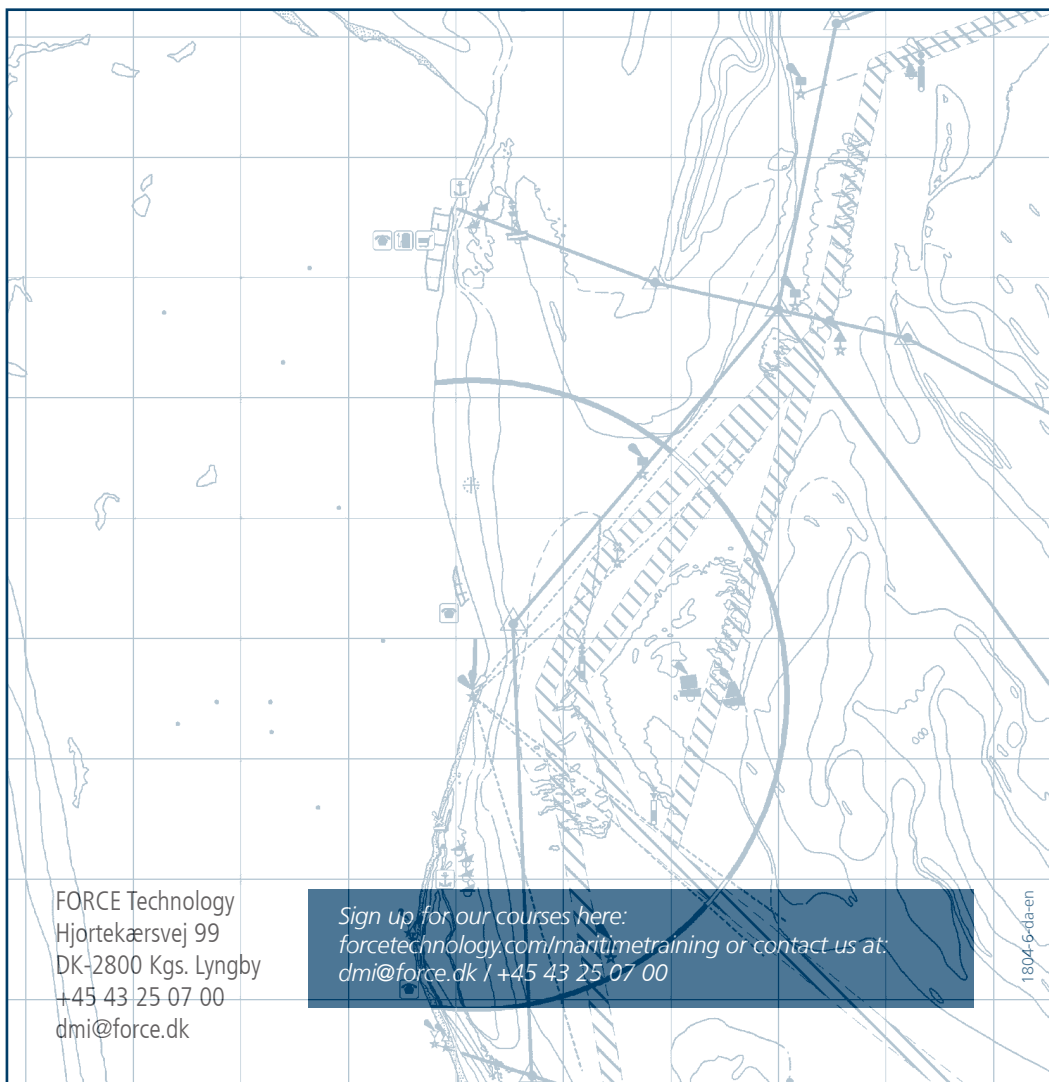 FORCE Technology
Hjortekærsvej 99
DK-2800 Kgs. Lyngby
+45 43 25 07 00
dmi@force.dk
Sign up for our courses here:
forcetechnology.com/maritimetraining or contact us at:
dmi@force.dk / +45 43 25 07 00
1804-6-da-en